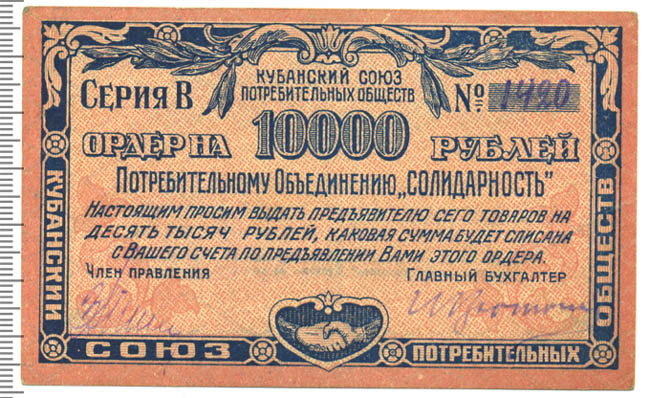 КУБАНСКИЙ СОЮЗ
ПОТРЕБИТЕЛЬНЫХ ОБЩЕСТВ
СЕРИЯ В
№ 1420
ОРДЕР НА 10000 РУБЛЕЙ
ПОТРЕБИТЕЛЬНОМУ ОБЪЕДИНЕНИЮ „СОЛИДАРНОСТЬ”
НАСТОЯЩИМ ПРОСИМ ВЫДАТЬ ПРЕДЪЯВИТЕЛЮ СЕГО ТОВАРОВ НА
ДЕСЯТЬ ТЫСЯЧ РУБЛЕЙ, КАКОВАЯ СУММА БУДЕТ СПИСАНА
С ВАШЕГО СЧЕТА ПО ПРЕДЪЯВЛЕНИИ ВАМИ ЭТОГО ОРДЕРА.
ЧЛЕН ПРАВЛЕНИЯ
ГЛАВНЫЙ БУХГАЛТЕР
КУБАНСКИЙ
СОЮЗ
ПОТРЕБИТЕЛЬНЫХ
ОБЩЕСТВ